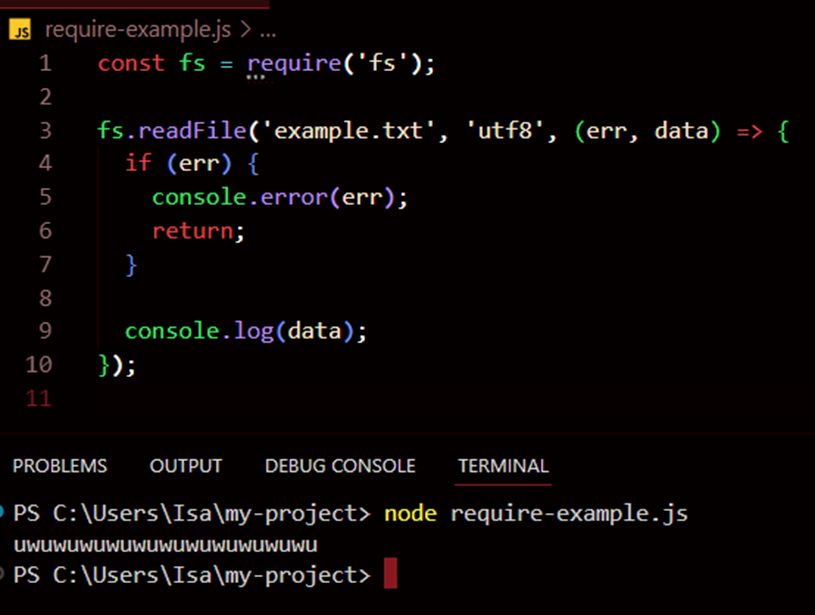 JS require-example.js > ...
1 const fs = require('fs');
2
3 fs.readFile('example.txt', 'utf8', (err, data) => {
4 if (err) {
5 console.error(err);
6 return;
7 }
8
9 console.log(data);
10 });
11
PROBLEMS OUTPUT DEBUG CONSOLE TERMINAL
PS C:\Users\Isa\my-project> node require-example.js
uwuwuwuwuwuwuwuwuwuwuwu
PS C:\Users\Isa\my-project>